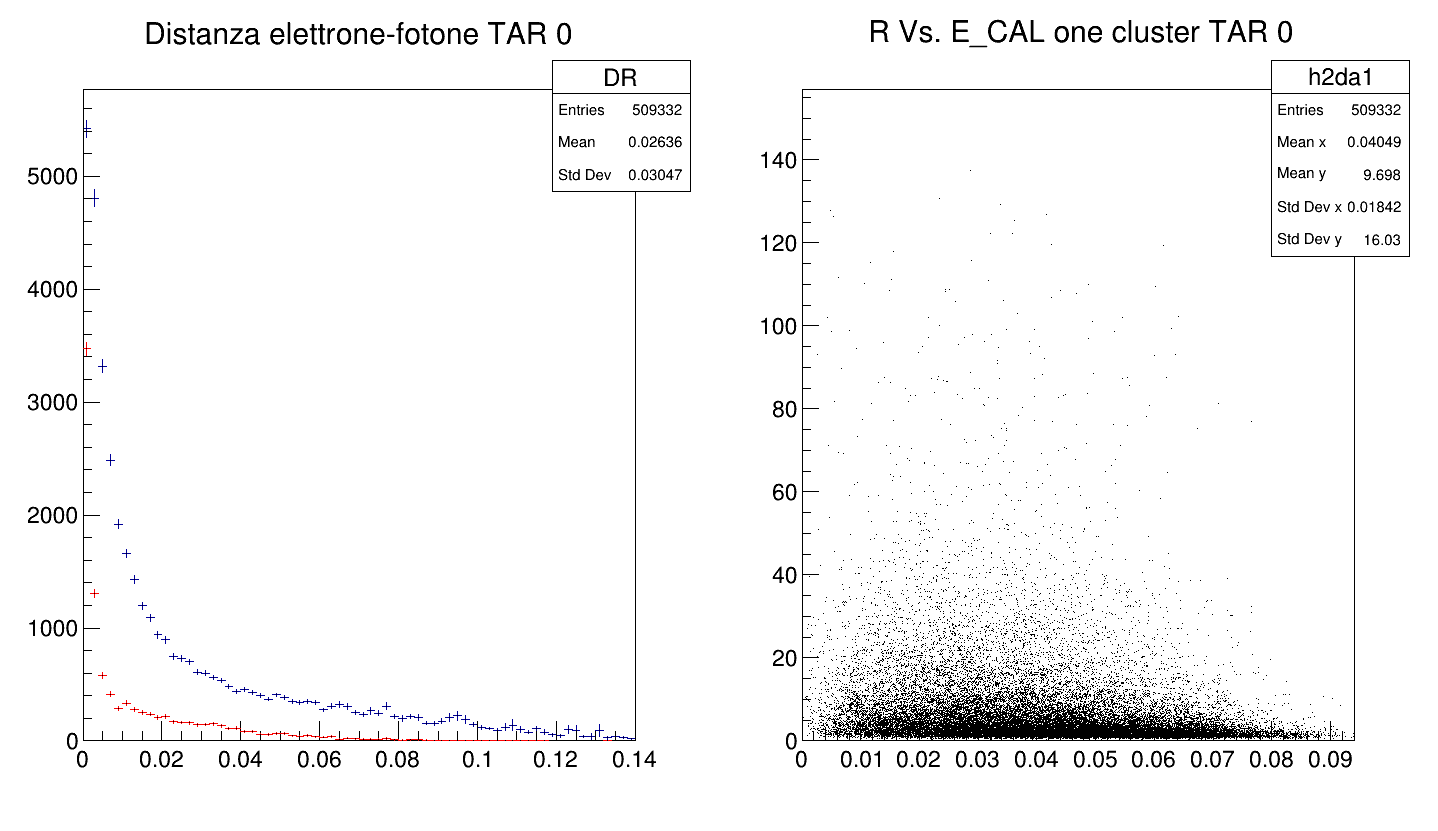 Distanza elettrone-fotone TAR 0
DR
Entries 509332
Mean 0.02636
Std Dev 0.03047
5000
4000
3000
2000
1000
0
0 0.02 0.04 0.06 0.08 0.1 0.12 0.14
R Vs. E_CAL one cluster TAR 0
h2da1
Entries 509332
Mean x 0.04049
Mean y 9.698
Std Dev x 0.01842
Std Dev y 16.03
140
120
100
80
60
40
20
0
0 0.01 0.02 0.03 0.04 0.05 0.06 0.07 0.08 0.09